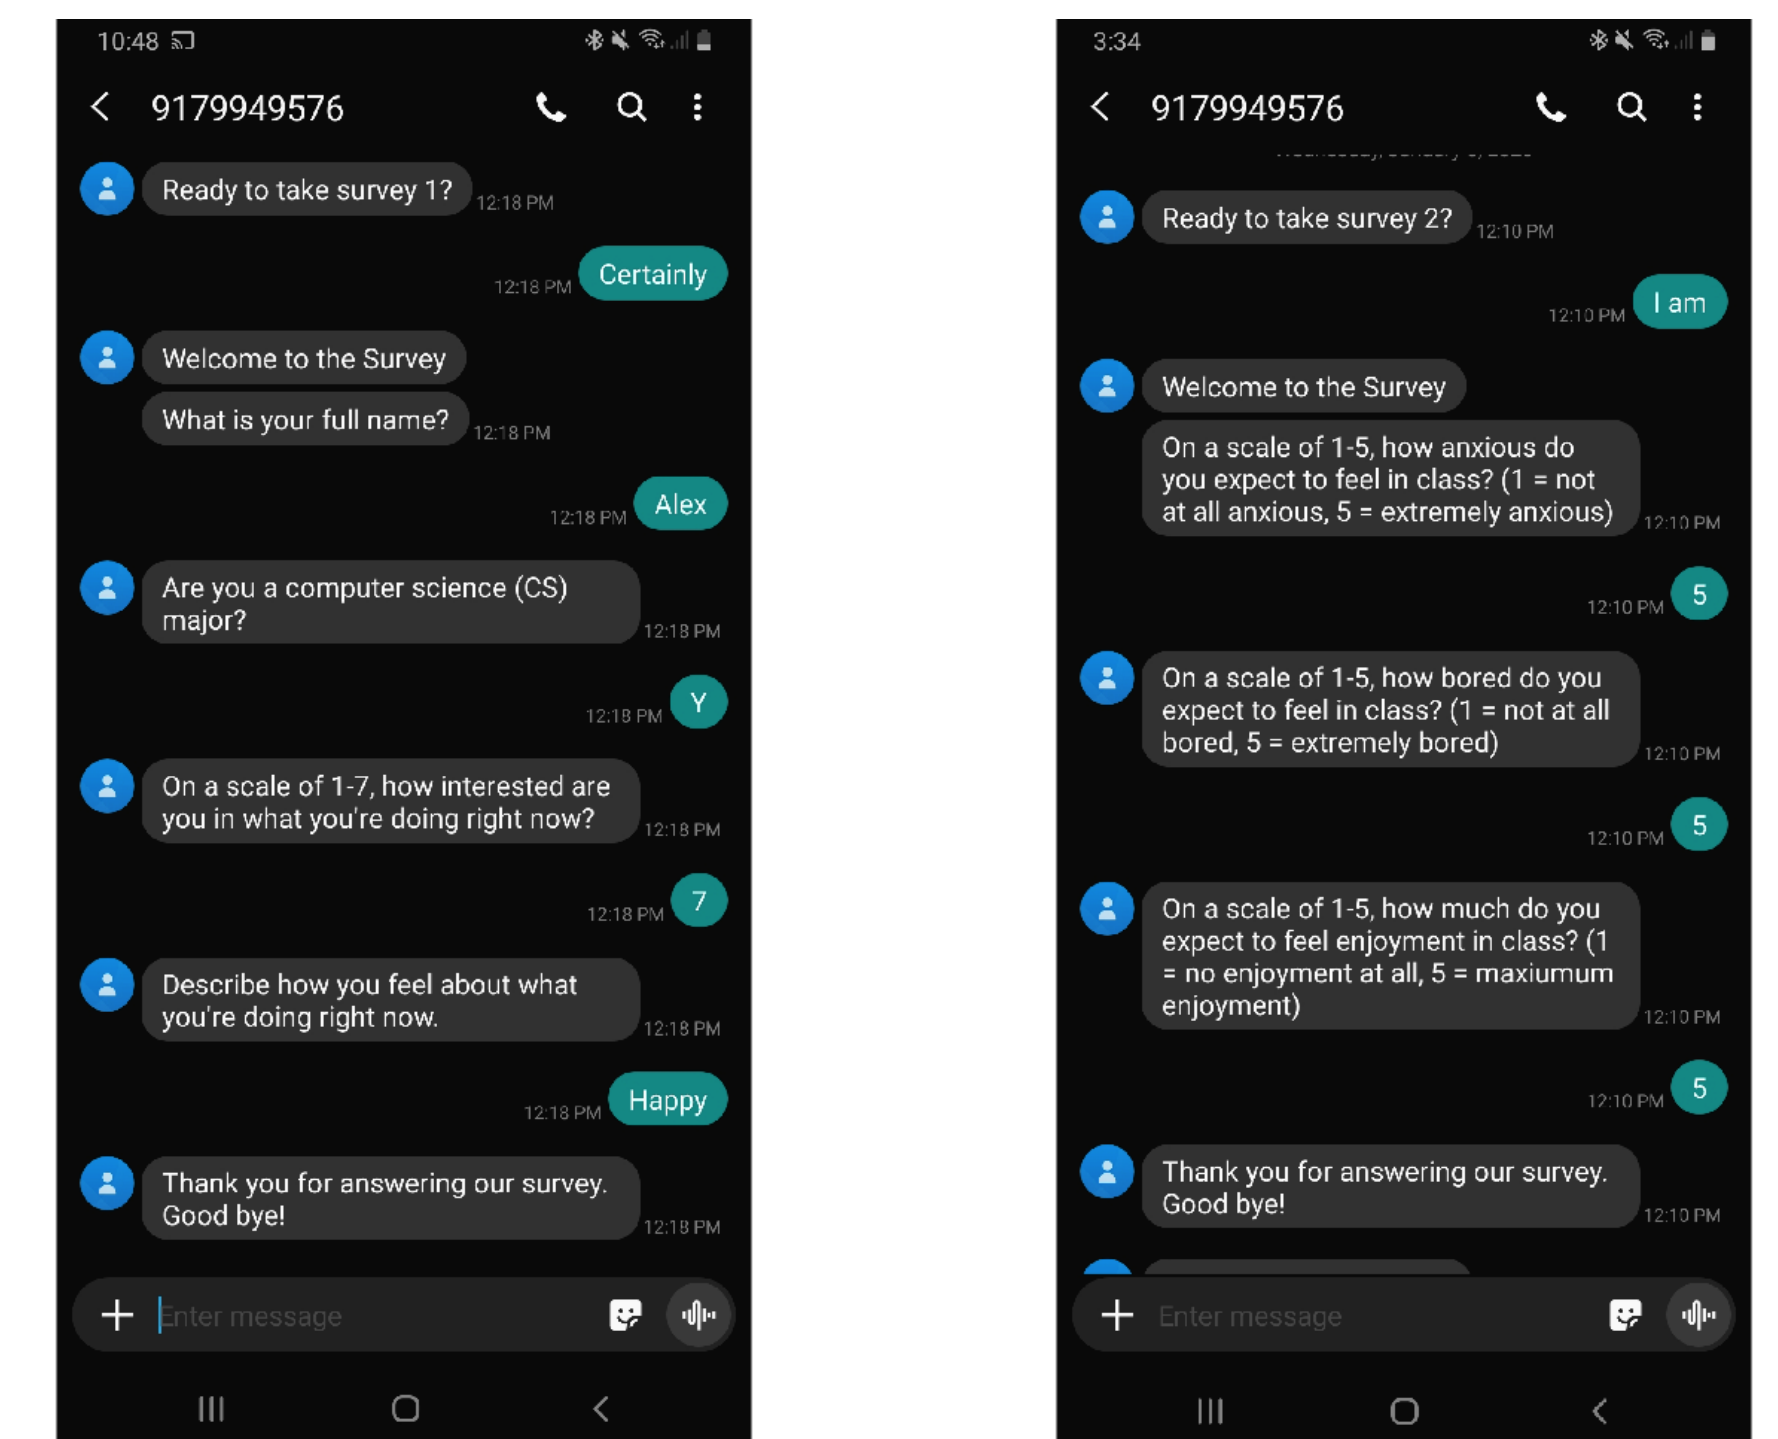 10:48
9179949576
Ready to take survey 1?
12:18 PM
Certainly
12:18 PM
Welcome to the Survey
What is your full name?
12:18 PM
Alex
12:18 PM
Are you a computer science (CS)
major?
12:18 PM
Y
12:18 PM
On a scale of 1-7, how interested are
you in what you're doing right now?
12:18 PM
7
12:18 PM
Describe how you feel about what
you're doing right now.
12:18 PM
Happy
12:18 PM
Thank you for answering our survey.
Good bye!
12:18 PM
Enter message
3:34
9179949576
Ready to take survey 2?
12:10 PM
I am
12:10 PM
Welcome to the Survey
On a scale of 1-5, how anxious do
you expect to feel in class? (1 = not
at all anxious, 5 = extremely anxious)
12:10 PM
5
12:10 PM
On a scale of 1-5, how bored do you
expect to feel in class? (1 = not at all
bored, 5 = extremely bored)
12:10 PM
5
12:10 PM
On a scale of 1-5, how much do you
expect to feel enjoyment in class? (1
= no enjoyment at all, 5 = maxiumum
enjoyment)
12:10 PM
5
12:10 PM
Thank you for answering our survey.
Good bye!
12:10 PM
Enter message